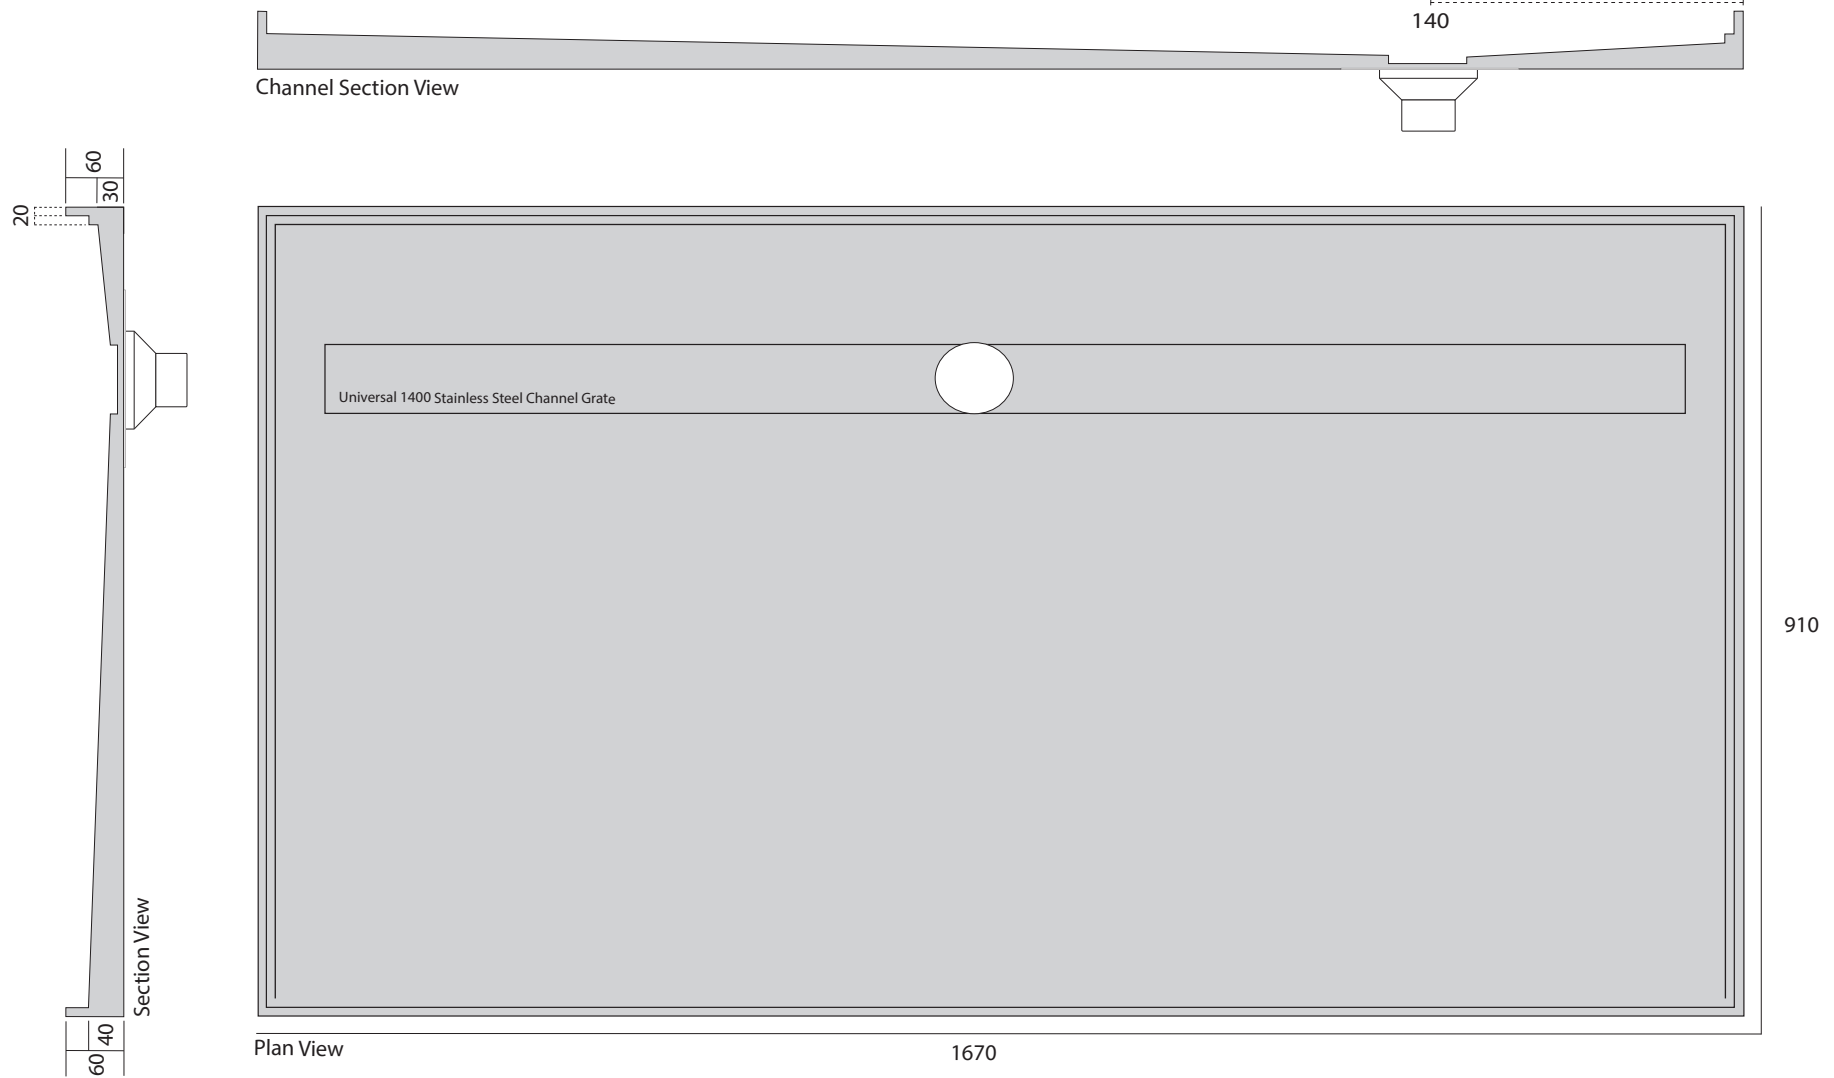 140
Channel Section View
60
30
20
Universal 1400 Stainless Steel Channel Grate
910
Section View
40
60
Plan View
1670